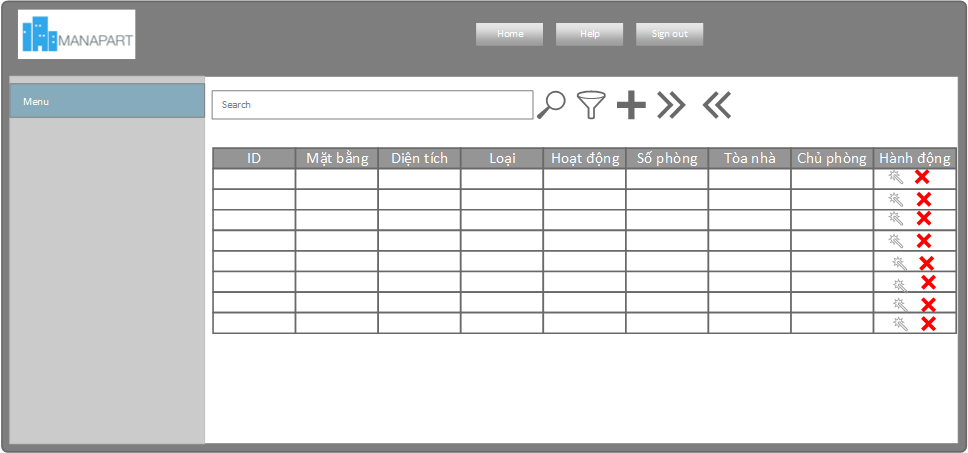 MANAPART
Home Help Sign out
Menu
Search
ID Mặt bằng Diện tích Loại Hoạt động Số phòng Tòa nhà Chủ phòng Hành động